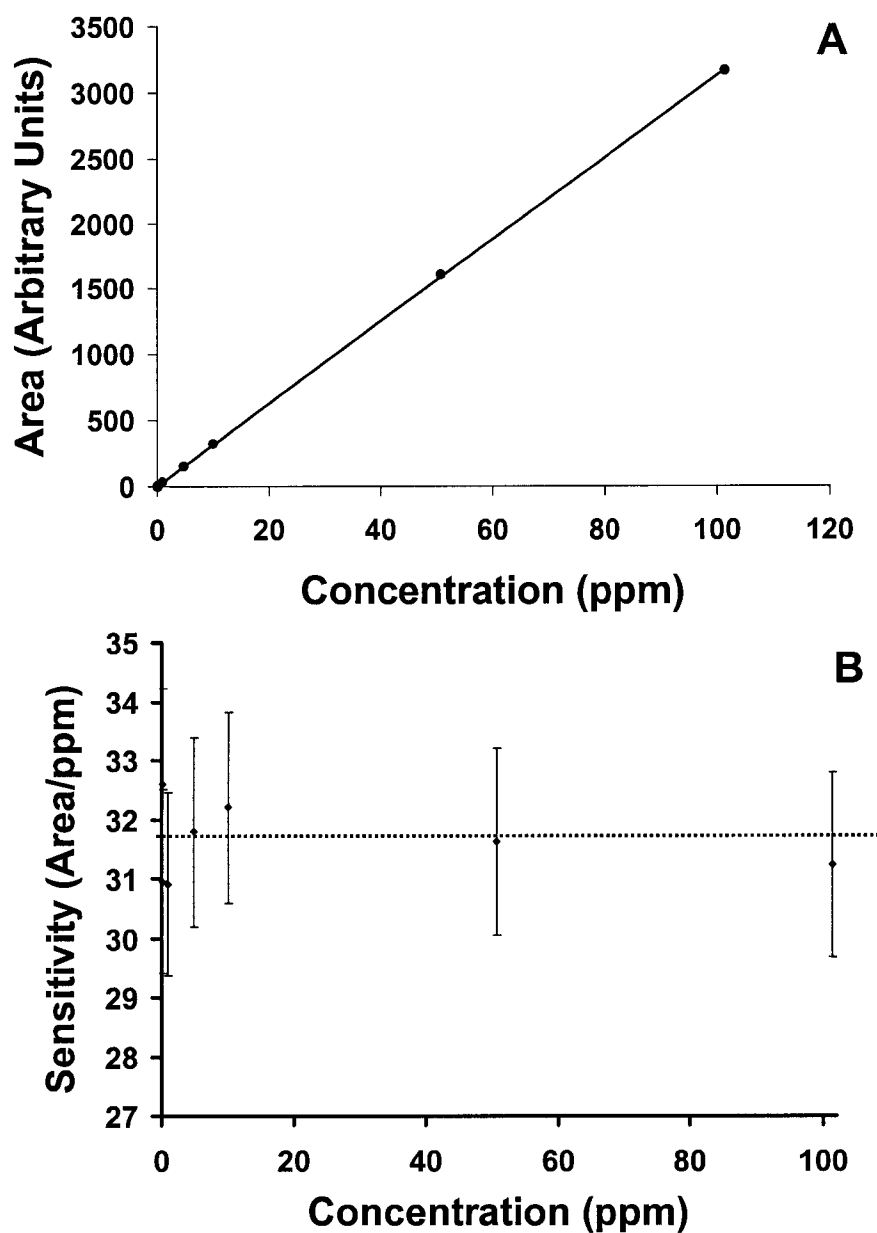 A
3500
3000
2500
2000
1500
1000
500
0
Area (Arbitrary Units)
0 20 40 60 80 100 120
Concentration (ppm)
B
35
34
33
32
31
30
29
28
27
Sensitivity (Area/ppm)
0 20 40 60 80 100
Concentration (ppm)